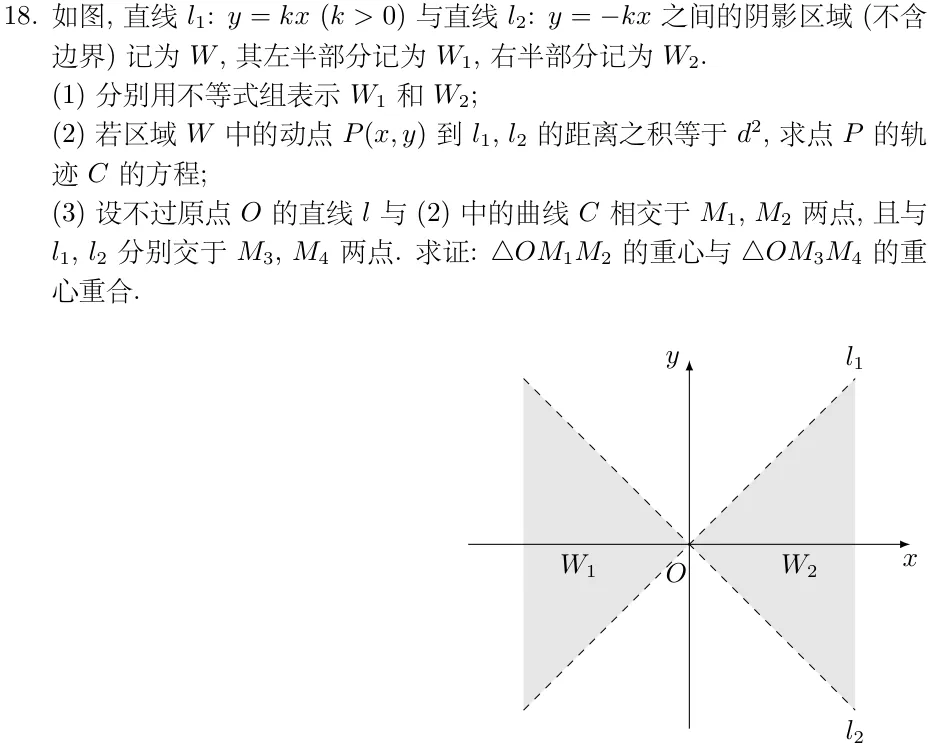 18. 如图, 直线 l₁: y = kx (k > 0) 与直线 l₂: y = −kx 之间的阴影区域 (不含
边界) 记为 W, 其左半部分记为 W₁, 右半部分记为 W₂.
(1) 分别用不等式组表示 W₁ 和 W₂;
(2) 若区域 W 中的动点 P(x, y) 到 l₁, l₂ 的距离之积等于 d², 求点 P 的轨
迹 C 的方程;
(3) 设不过原点 O 的直线 l 与 (2) 中的曲线 C 相交于 M₁, M₂ 两点, 且与
l₁, l₂ 分别交于 M₃, M₄ 两点. 求证: △OM₁M₂ 的重心与 △OM₃M₄ 的重
心重合.
y
l₁
W₁
O
W₂
x
l₂